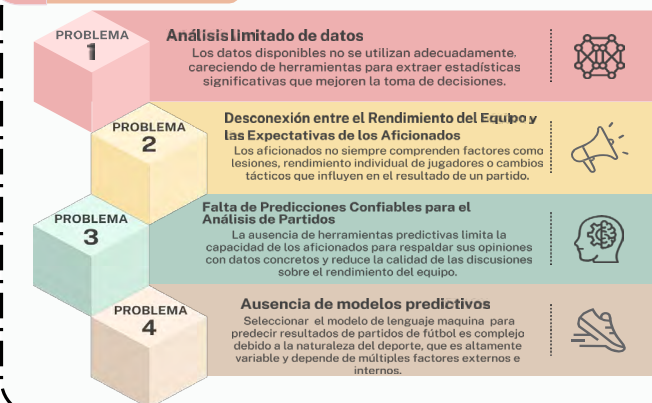 PROBLEMA
1
Análisis limitado de datos
Los datos disponibles no se utilizan adecuadamente.
careciendo de herramientas para extraer estadísticas
significativas que mejoren la toma de decisiones.
PROBLEMA
2
Desconexión entre el Rendimiento del Equipo y
las Expectativas de los Aficionados
Los aficionados no siempre comprenden factores como
lesiones, rendimiento individual de jugadores o cambios
tácticos que influyen en el resultado de un partido.
PROBLEMA
3
Falta de Predicciones Confiables para el
Análisis de Partidos
La ausencia de herramientas predictivas limita la
capacidad de los aficionados para respaldar sus opiniones
con datos concretos y reduce la calidad de las discusiones
sobre el rendimiento del equipo.
PROBLEMA
4
Ausencia de modelos predictivos
Seleccionar el modelo de lenguaje maquina para
predecir resultados de partidos de fútbol es complejo
debido a la naturaleza del deporte, que es altamente
variable y depende de múltiples factores externos e
internos.